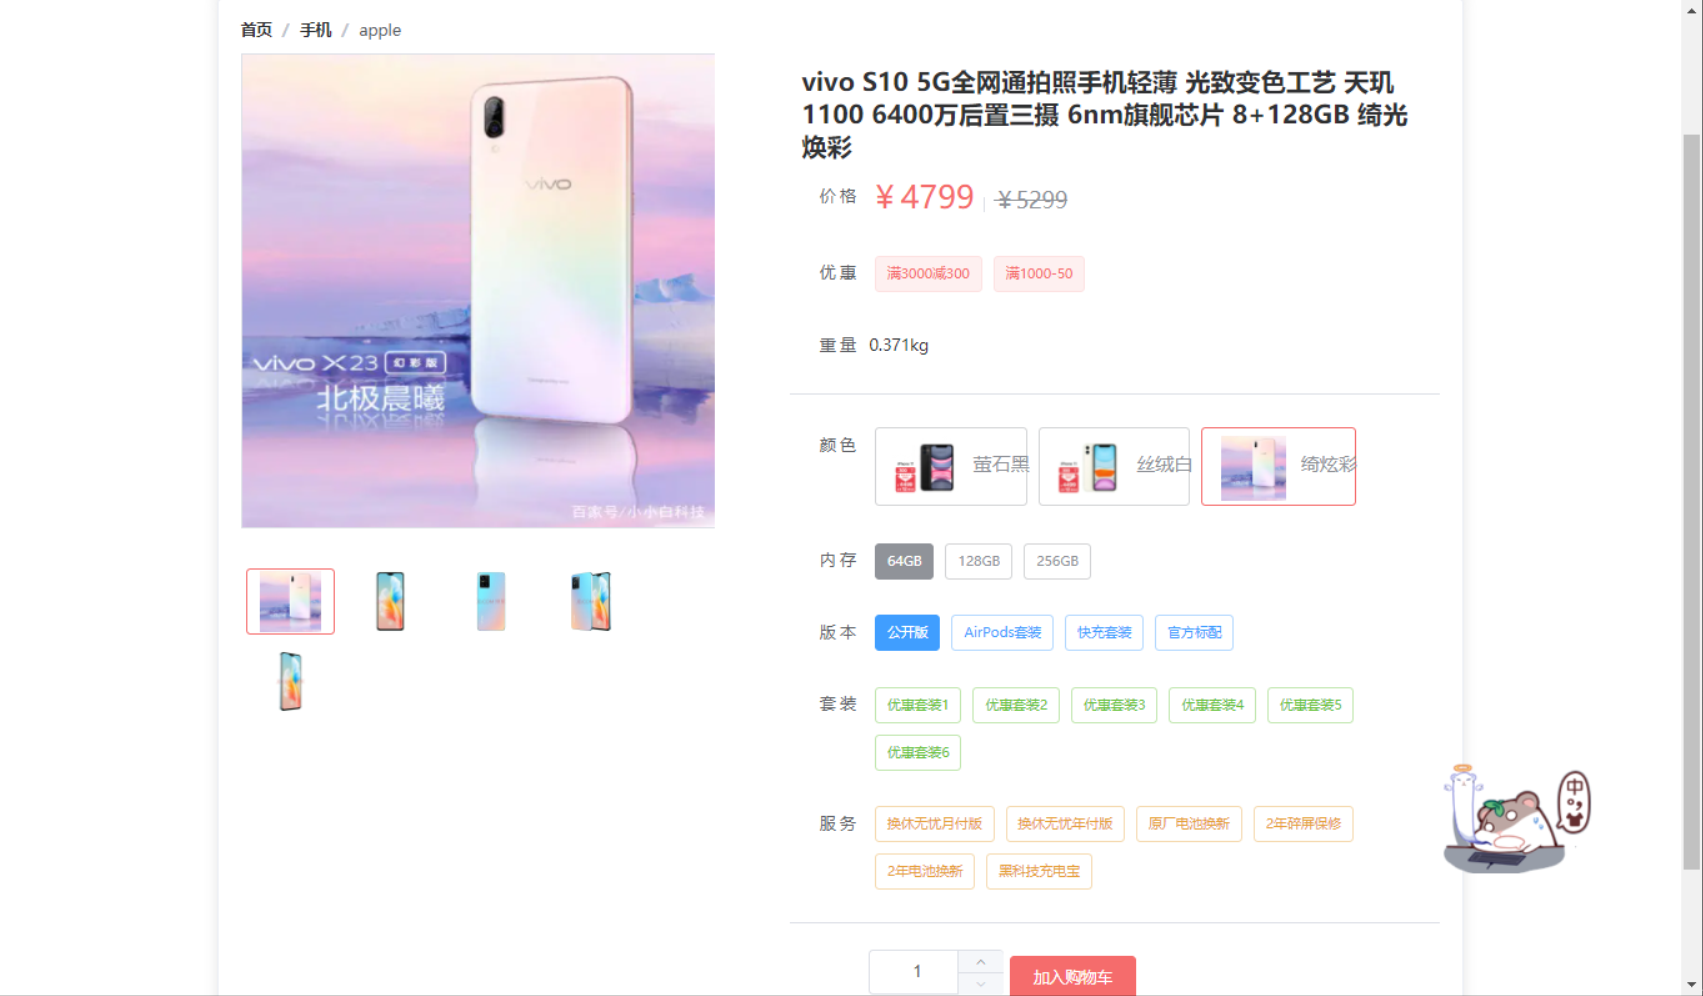 首页 / 手机 / apple
vivo
vivo X23 幻彩版
北极晨曦
百家号/小小白科技
vivo S10 5G全网通拍照手机轻薄 光致变色工艺 天玑
1100 6400万后置三摄 6nm旗舰芯片 8+128GB 绮光
焕彩
价格 ¥4799 ¥5299
优惠 满3000减300 满1000-50
重量 0.371kg
颜色 萤石黑 丝绒白 绮炫彩
内存 64GB 128GB 256GB
版本 公开版 AirPods套装 快充套装 官方标配
套装 优惠套装1 优惠套装2 优惠套装3 优惠套装4 优惠套装5
优惠套装6
服务 换休无忧月付版 换休无忧年付版 原厂电池换新 2年碎屏保修
2年电池换新 黑科技充电宝
1 加入购物车
中